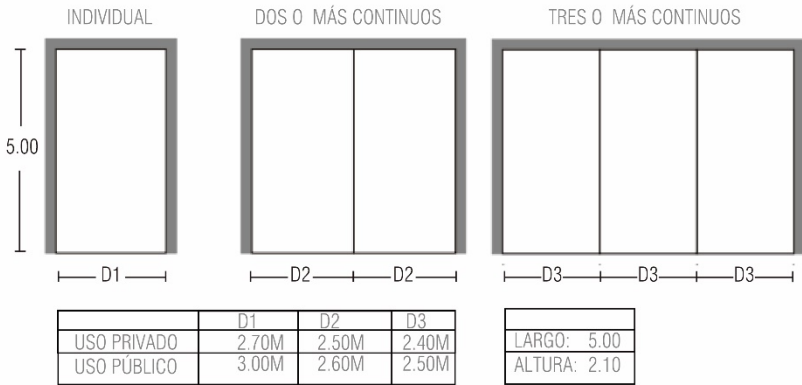 INDIVIDUAL
DOS O MÁS CONTINUOS
TRES O MÁS CONTINUOS
5.00
D1
D2 D2
D3 D3 D3
D1 D2 D3
USO PRIVADO 2.70M 2.50M 2.40M
USO PÚBLICO 3.00M 2.60M 2.50M
LARGO: 5.00
ALTURA: 2.10